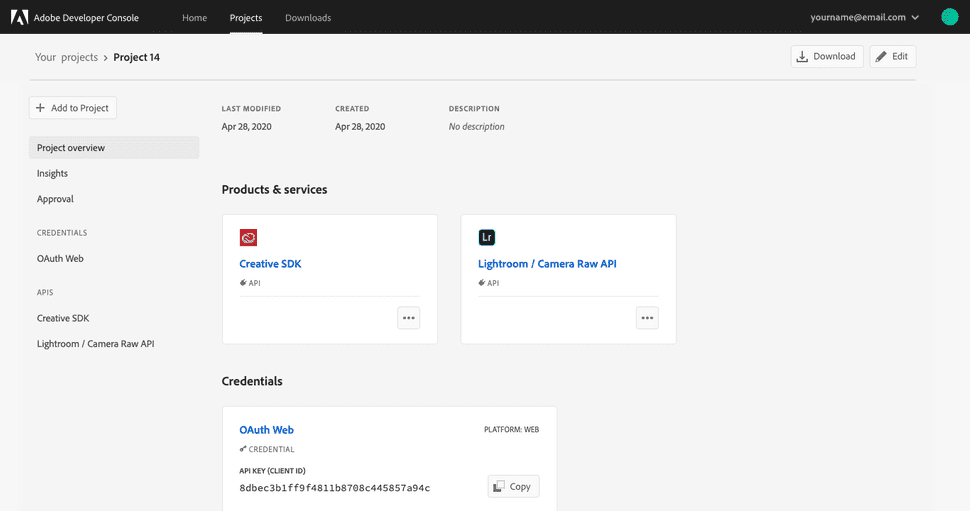 Adobe Developer Console
Home Projects Downloads
yourname@email.com
Your projects › Project 14
Download
Edit
Add to Project
Project overview
Insights
Approval
CREDENTIALS
OAuth Web
APIS
Creative SDK
Lightroom / Camera Raw API
LAST MODIFIED CREATED DESCRIPTION
Apr 28, 2020 Apr 28, 2020 No description
Products & services
Lr
Creative SDK Lightroom / Camera Raw API
API API
Credentials
OAuth Web PLATFORM: WEB
CREDENTIAL
API KEY (CLIENT ID)
8dbec3b1ff9f4811b8708c445857a94c
Copy